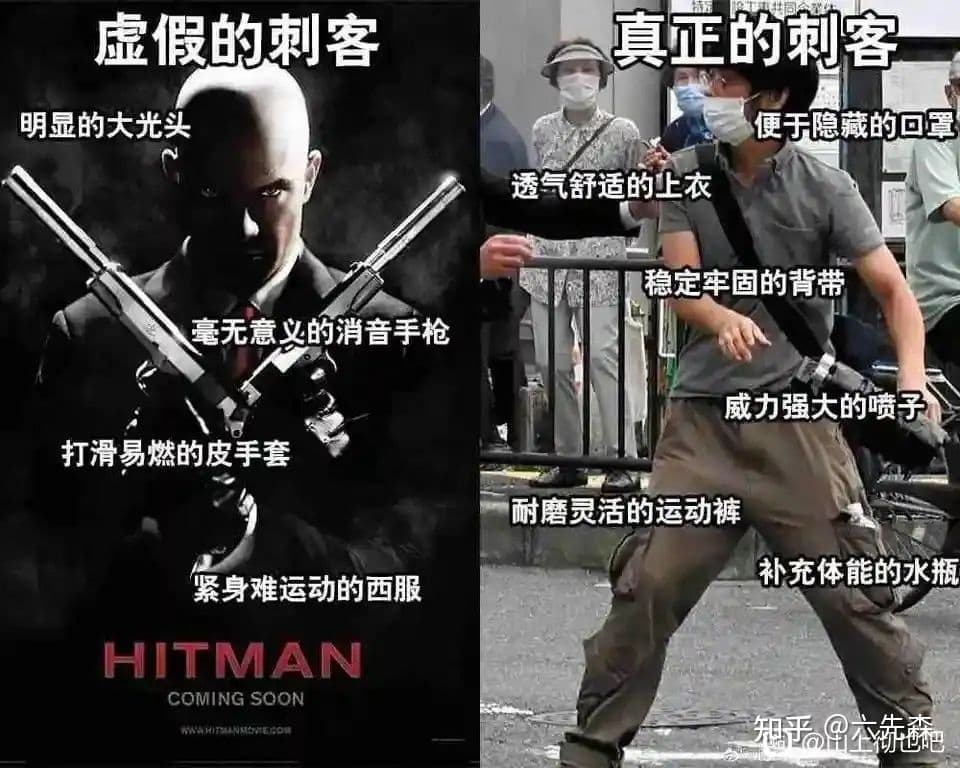 虚假的刺客
明显的大光头
毫无意义的消音手枪
打滑易燃的皮手套
紧身难运动的西服
HITMAN
COMING SOON
WWW.HITMANMOVIE.COM
真正的刺客
便于隐藏的口罩
透气舒适的上衣
稳定牢固的背带
威力强大的喷子
耐磨灵活的运动裤
补充体能的水瓶
知乎 @六先森
@山上彻也吧